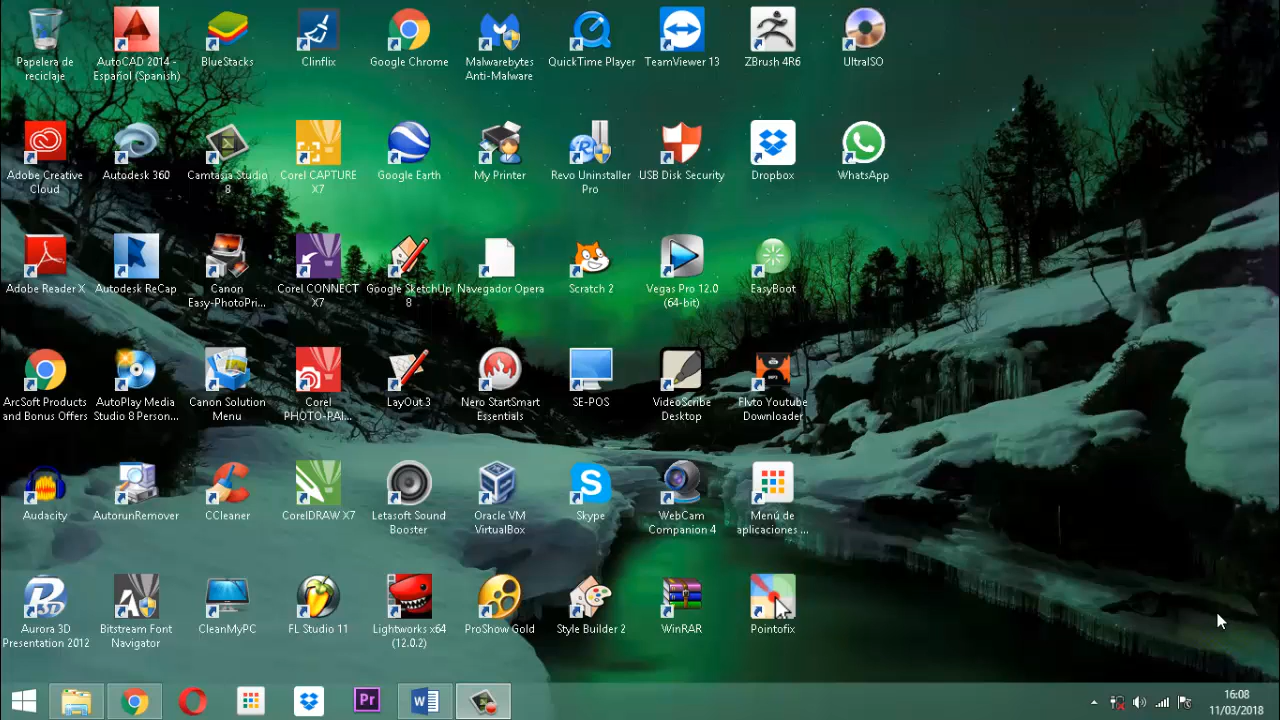 Papelera de
reciclaje
AutoCAD 2014 -
Español (Spanish)
BlueStacks
Clinflix
Google Chrome
Malwarebytes
Anti-Malware
QuickTime Player
TeamViewer 13
ZBrush 4R6
UltraISO
Adobe Creative
Cloud
Autodesk 360
Camtasia Studio
8
Corel CAPTURE
X7
Google Earth
My Printer
Revo Uninstaller
Pro
USB Disk Security
Dropbox
WhatsApp
Adobe Reader X
Autodesk ReCap
Canon
Easy-PhotoPri...
Corel CONNECT
X7
Google SketchUp
8
Navegador Opera
Scratch 2
Vegas Pro 12.0
(64-bit)
EasyBoot
ArcSoft Products
and Bonus Offers
AutoPlay Media
Studio 8 Person...
Canon Solution
Menu
Corel
PHOTO-PAI...
LayOut 3
Nero StartSmart
Essentials
SE-POS
VideoScribe
Desktop
Flvto Youtube
Downloader
Audacity
AutorunRemover
CCleaner
CorelDRAW X7
Letasoft Sound
Booster
Oracle VM
VirtualBox
Skype
WebCam
Companion 4
Menú de
aplicaciones ...
Aurora 3D
Presentation 2012
Bitstream Font
Navigator
CleanMyPC
FL Studio 11
Lightworks x64
(12.0.2)
ProShow Gold
Style Builder 2
WinRAR
Pointofix
Pr
16:08
11/03/2018